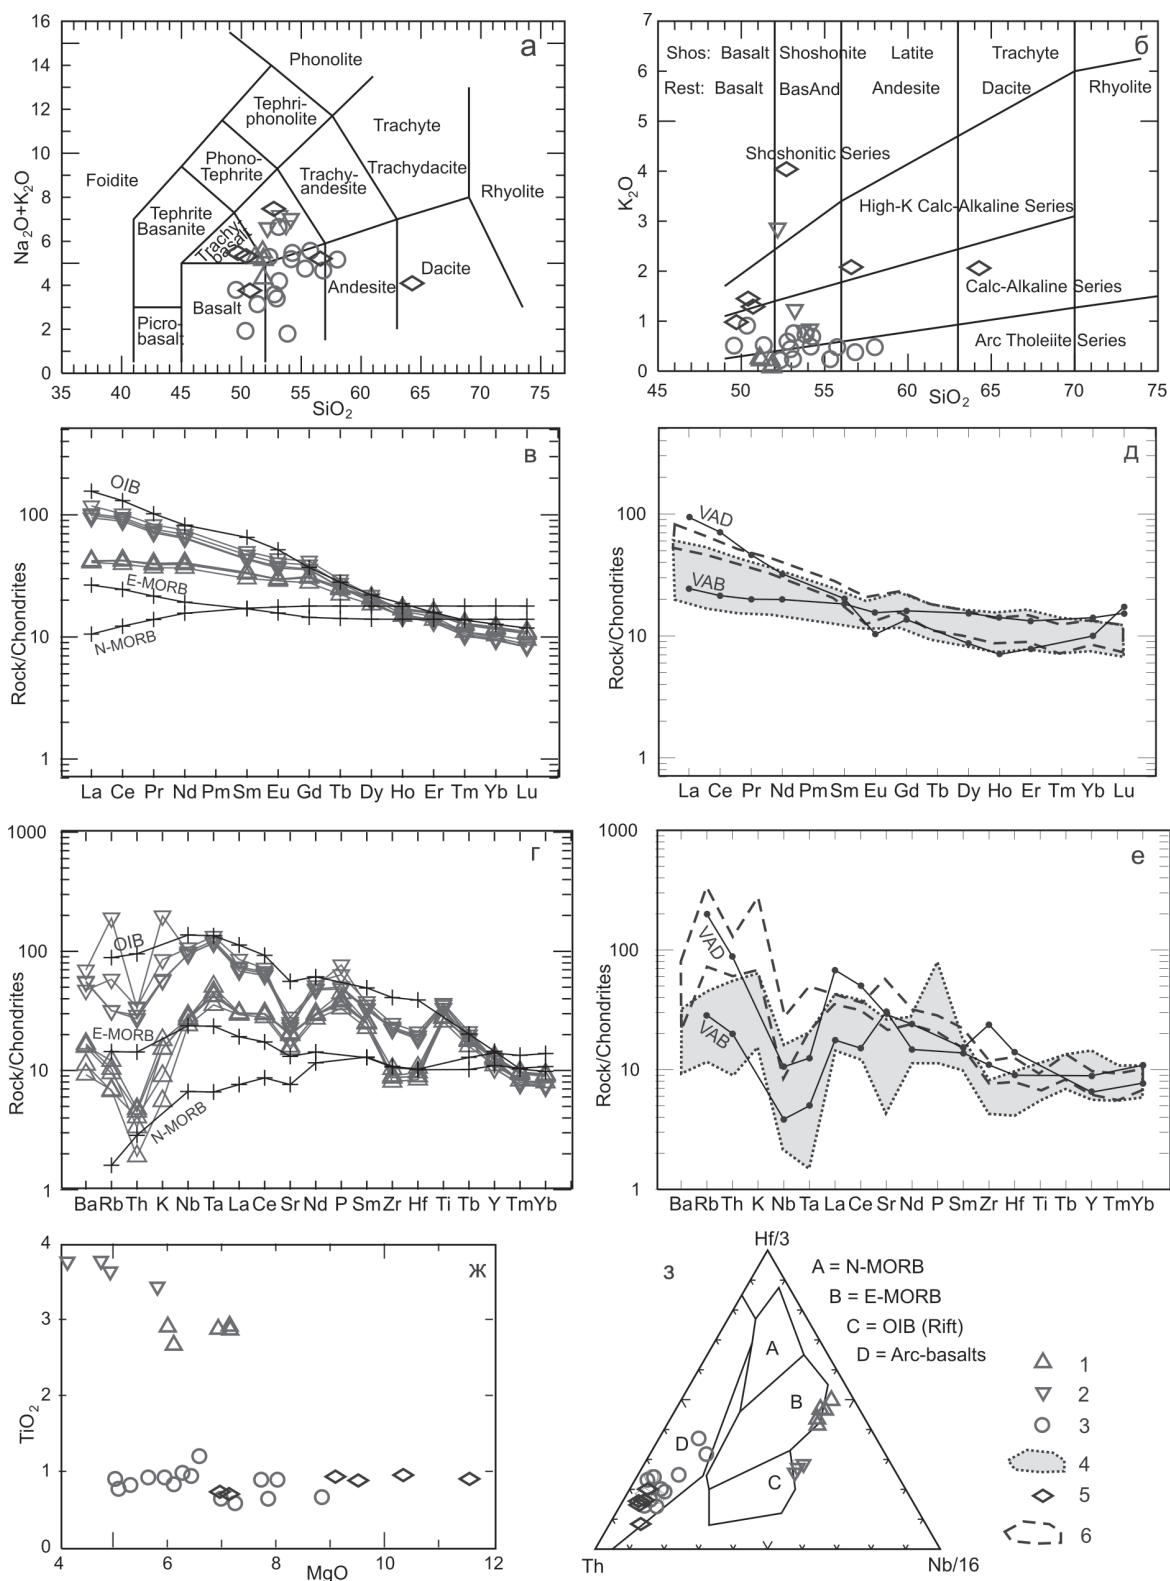 а
16
14
12
10
8
6
4
2
0
Na₂O+K₂O
35 40 45 50 55 60 65 70 75
SiO₂
Phonolite
Tephri-
phonolite
Trachyte
Phono-
Tephrite
Trachy-
andesite
Trachydacite
Foidite
Rhyolite
Tephrite
Basanite
Trachy-
basalt
Dacite
Andesite
Basalt
Picro-
basalt
б
7
6
5
4
3
2
1
0
K₂O
45 50 55 60 65 70 75
SiO₂
Shos: Basalt Shoshonite Latite Trachyte
Rest: Basalt BasAnd Andesite Dacite Rhyolite
Shoshonitic Series
High-K Calc-Alkaline Series
Calc-Alkaline Series
Arc Tholeiite Series
в
100
10
1
Rock/Chondrites
OIB
E-MORB
N-MORB
La Ce Pr Nd Pm Sm Eu Gd Tb Dy Ho Er Tm Yb Lu
д
100
10
1
Rock/Chondrites
VAD
VAB
La Ce Pr Nd Pm Sm Eu Gd Tb Dy Ho Er Tm Yb Lu
г
1000
100
10
1
Rock/Chondrites
OIB
E-MORB
N-MORB
Ba Rb Th K Nb Ta La Ce Sr Nd P Sm Zr Hf Ti Tb Y Tm Yb
е
1000
100
10
1
Rock/Chondrites
VAD
VAB
Ba Rb Th K Nb Ta La Ce Sr Nd P Sm Zr Hf Ti Tb Y Tm Yb
ж
4
3
2
1
0
TiO₂
4 6 8 10 12
MgO
з
Hf/3
A = N-MORB
B = E-MORB
C = OIB (Rift)
D = Arc-basalts
A
B
C
D
Th
Nb/16
1
2
3
4
5
6